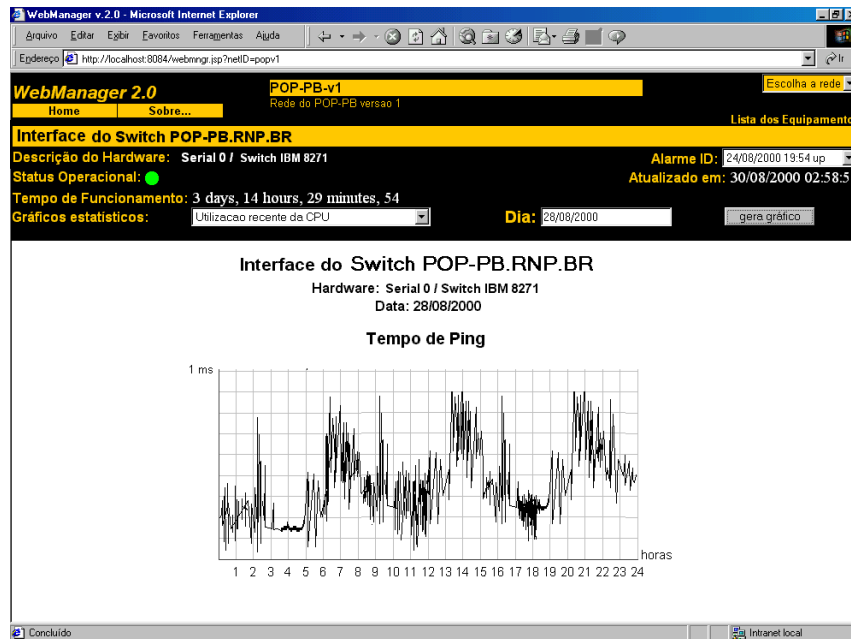 WebManager v.2.0 - Microsoft Internet Explorer
Arquivo Editar Exibir Favoritos Ferramentas Ajuda
Endereço http://localhost:8084/webmngr.jsp?netID=popv1 Ir
WebManager 2.0
Home Sobre...
POP-PB-v1
Rede do POP-PB versao 1
Escolha a rede
Lista dos Equipamento
Interface do Switch POP-PB.RNP.BR
Descrição do Hardware: Serial 0 / Switch IBM 8271
Alarme ID: 24/08/2000 19:54 up
Status Operacional:
Atualizado em: 30/08/2000 02:58:5
Tempo de Funcionamento: 3 days, 14 hours, 29 minutes, 54
Gráficos estatísticos: Utilizacao recente da CPU Dia: 28/08/2000 gera gráfico
Interface do Switch POP-PB.RNP.BR
Hardware: Serial 0 / Switch IBM 8271
Data: 28/08/2000
Tempo de Ping
1 ms
horas
1 2 3 4 5 6 7 8 9 10 11 12 13 14 15 16 17 18 19 20 21 22 23 24
Concluído Intranet local